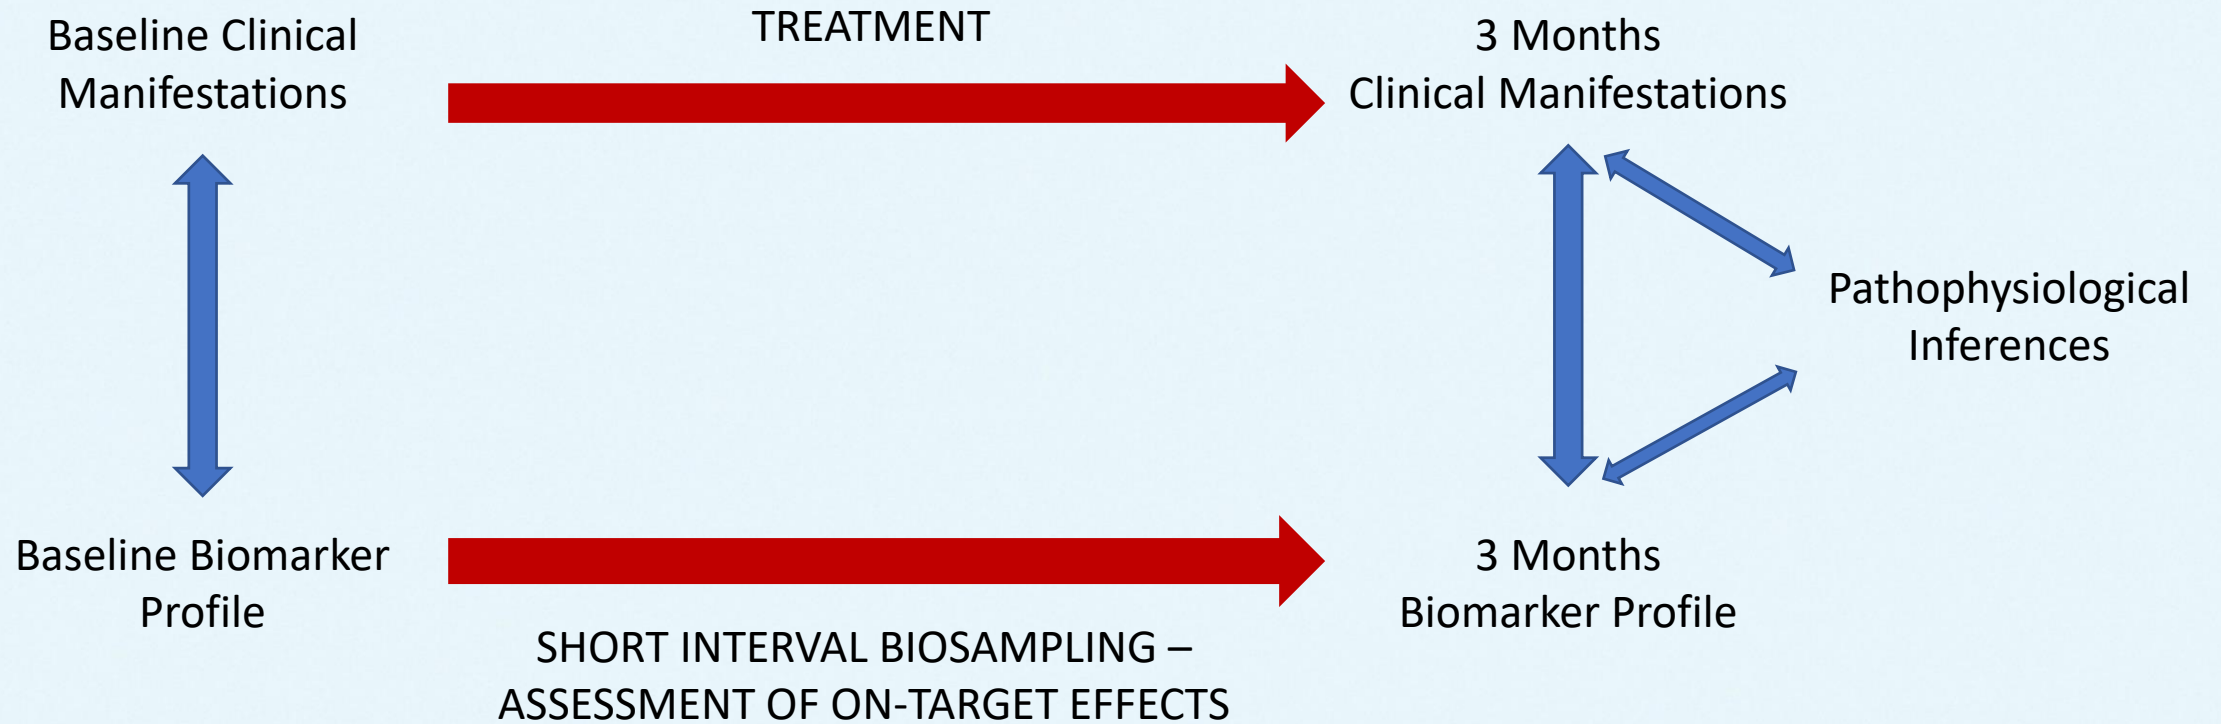 Baseline Clinical
Manifestations
TREATMENT
3 Months
Clinical Manifestations
Pathophysiological
Inferences
Baseline Biomarker
Profile
3 Months
Biomarker Profile
SHORT INTERVAL BIOSAMPLING –
ASSESSMENT OF ON-TARGET EFFECTS